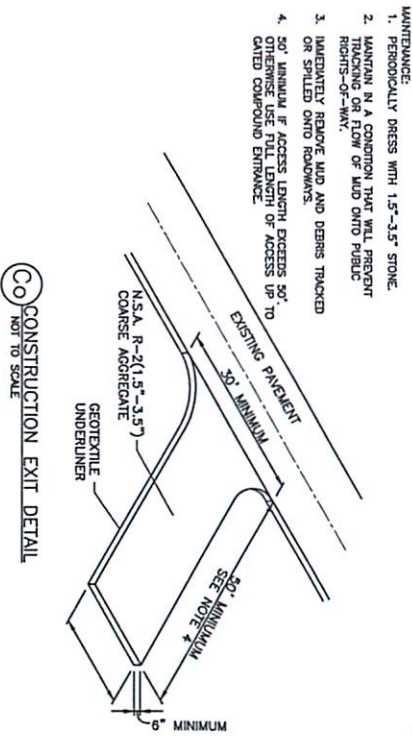 MAINTENANCE:
1. PERIODICALLY DRESS WITH 1.5"-3.5" STONE.
2. MAINTAIN IN A CONDITION THAT WILL PREVENT
TRACKING OR FLOW OF MUD ONTO PUBLIC
RIGHTS-OF-WAY.
3. IMMEDIATELY REMOVE MUD AND DEBRIS TRACKED
OR SPILLED ONTO ROADWAYS.
4. 50' MINIMUM IF ACCESS LENGTH EXCEEDS 50'.
OTHERWISE USE FULL LENGTH OF ACCESS UP TO
GATED COMPOUND ENTRANCE.
EXISTING PAVEMENT
30' MINIMUM
N.S.A. R-2(1.5"-3.5")
COARSE AGGREGATE
GEOTEXTILE
UNDERLINER
50' MINIUMUM
SEE NOTE 4
6" MINIMUM
Co CONSTRUCTION EXIT DETAIL
NOT TO SCALE